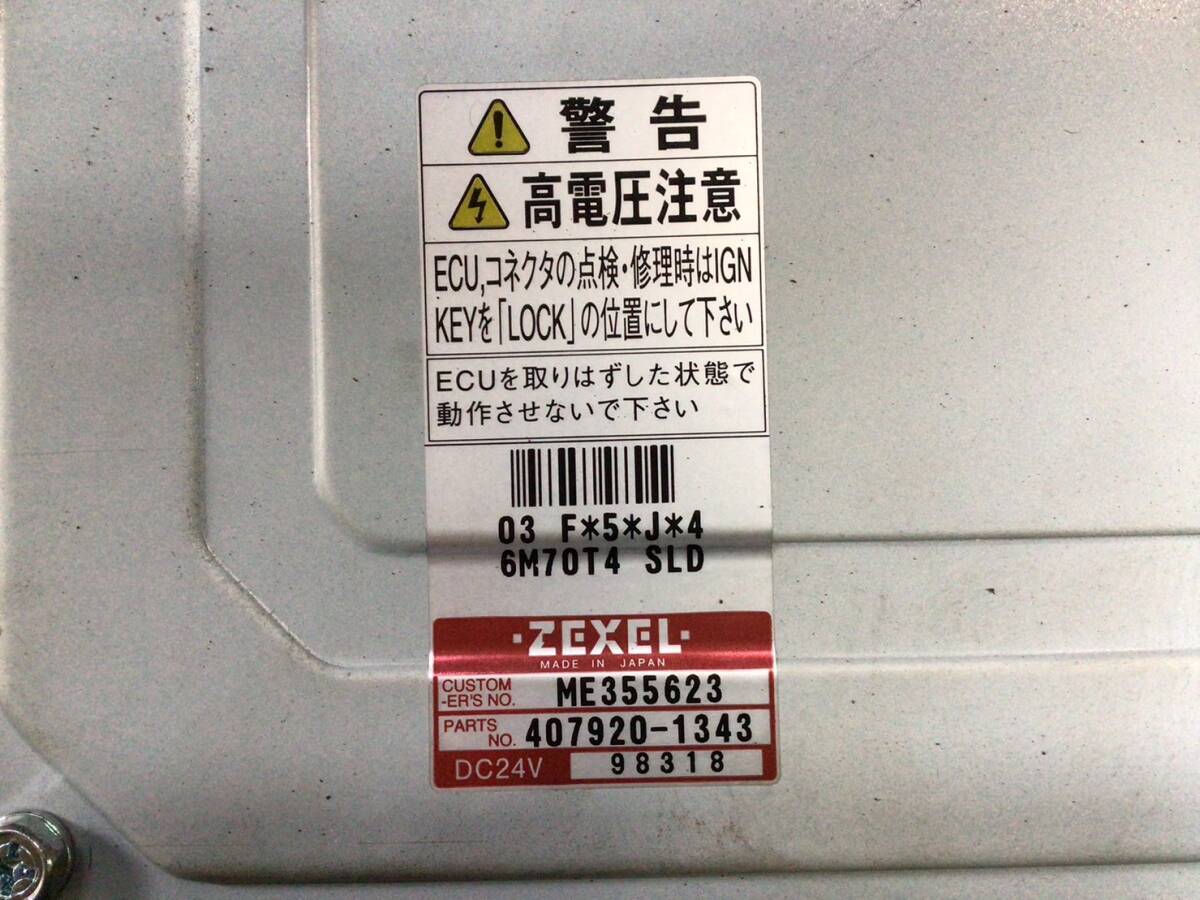 警告
高電圧注意
ECU,コネクタの点検・修理時はIGN
KEYを「LOCK」の位置にして下さい
ECUを取りはずした状態で
動作させないで下さい
03 F*5*J*4
6M70T4 SLD
·ZEXEL·
MADE IN JAPAN
CUSTOM
-ER'S NO. ME355623
PARTS
NO. 407920-1343
DC24V 98318